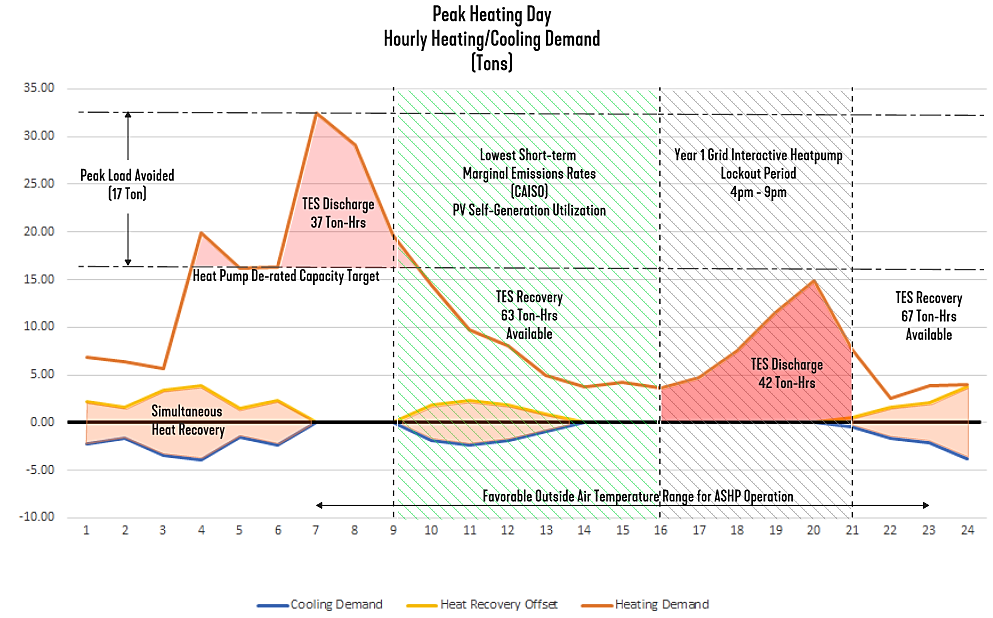 Peak Heating Day
Hourly Heating/Cooling Demand
(Tons)
35.00
30.00
25.00
20.00
15.00
10.00
5.00
0.00
-5.00
-10.00
Peak Load Avoided
(17 Ton)
TES Discharge
37 Ton-Hrs
Heat Pump De-rated Capacity Target
Lowest Short-term
Marginal Emissions Rates
(CAISO)
PV Self-Generation Utilization
Year 1 Grid Interactive Heatpump
Lockout Period
4pm - 9pm
TES Recovery
63 Ton-Hrs
Available
TES Recovery
67 Ton-Hrs
Available
TES Discharge
42 Ton-Hrs
Simultaneous
Heat Recovery
Favorable Outside Air Temperature Range for ASHP Operation
1 2 3 4 5 6 7 8 9 10 11 12 13 14 15 16 17 18 19 20 21 22 23 24
Cooling Demand Heat Recovery Offset Heating Demand